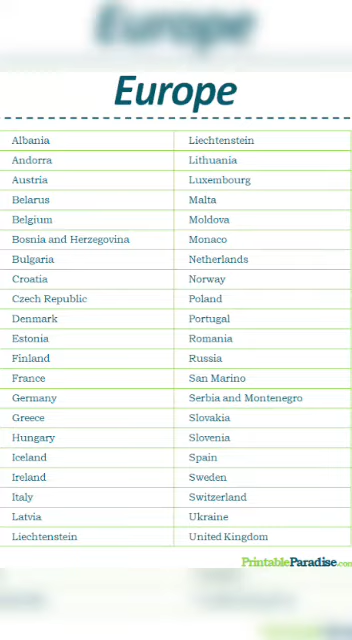 Europe
Europe
Albania Liechtenstein
Andorra Lithuania
Austria Luxembourg
Belarus Malta
Belgium Moldova
Bosnia and Herzegovina Monaco
Bulgaria Netherlands
Croatia Norway
Czech Republic Poland
Denmark Portugal
Estonia Romania
Finland Russia
France San Marino
Germany Serbia and Montenegro
Greece Slovakia
Hungary Slovenia
Iceland Spain
Ireland Sweden
Italy Switzerland
Latvia Ukraine
Liechtenstein United Kingdom
PrintableParadise.com